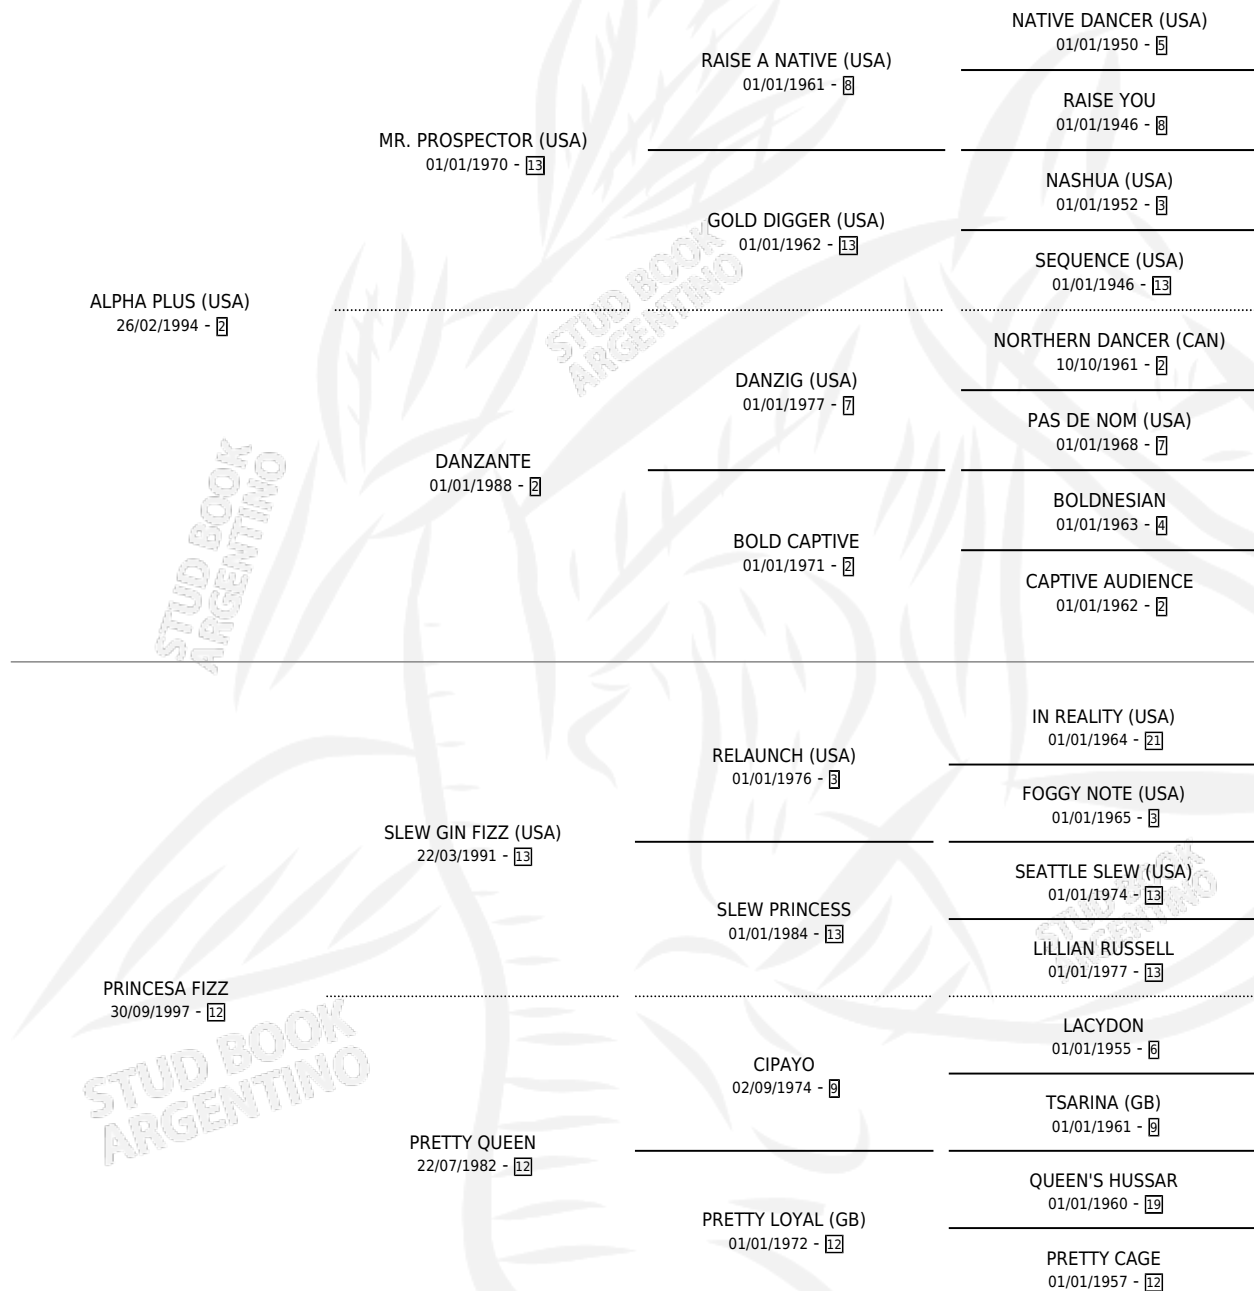 NATIVE DANCER (USA)
01/01/1950 - 5
RAISE A NATIVE (USA)
01/01/1961 - 8
RAISE YOU
01/01/1946 - 8
MR. PROSPECTOR (USA)
01/01/1970 - 13
NASHUA (USA)
01/01/1952 - 3
GOLD DIGGER (USA)
01/01/1962 - 13
SEQUENCE (USA)
01/01/1946 - 13
ALPHA PLUS (USA)
26/02/1994 - 2
NORTHERN DANCER (CAN)
10/10/1961 - 2
DANZIG (USA)
01/01/1977 - 7
PAS DE NOM (USA)
01/01/1968 - 7
DANZANTE
01/01/1988 - 2
BOLDNESIAN
01/01/1963 - 4
BOLD CAPTIVE
01/01/1971 - 2
CAPTIVE AUDIENCE
01/01/1962 - 2
IN REALITY (USA)
01/01/1964 - 21
RELAUNCH (USA)
01/01/1976 - 3
FOGGY NOTE (USA)
01/01/1965 - 3
SLEW GIN FIZZ (USA)
22/03/1991 - 13
SEATTLE SLEW (USA)
01/01/1974 - 13
SLEW PRINCESS
01/01/1984 - 13
LILLIAN RUSSELL
01/01/1977 - 13
PRINCESA FIZZ
30/09/1997 - 12
LACYDON
01/01/1955 - 6
CIPAYO
02/09/1974 - 9
TSARINA (GB)
01/01/1961 - 9
PRETTY QUEEN
22/07/1982 - 12
QUEEN'S HUSSAR
01/01/1960 - 19
PRETTY LOYAL (GB)
01/01/1972 - 12
PRETTY CAGE
01/01/1957 - 12
STUD BOOK
ARGENTINO
STUD BOOK
ARGENTINO
STUD BOOK
ARGENTINO
STUD BOOK
ARGENTINO